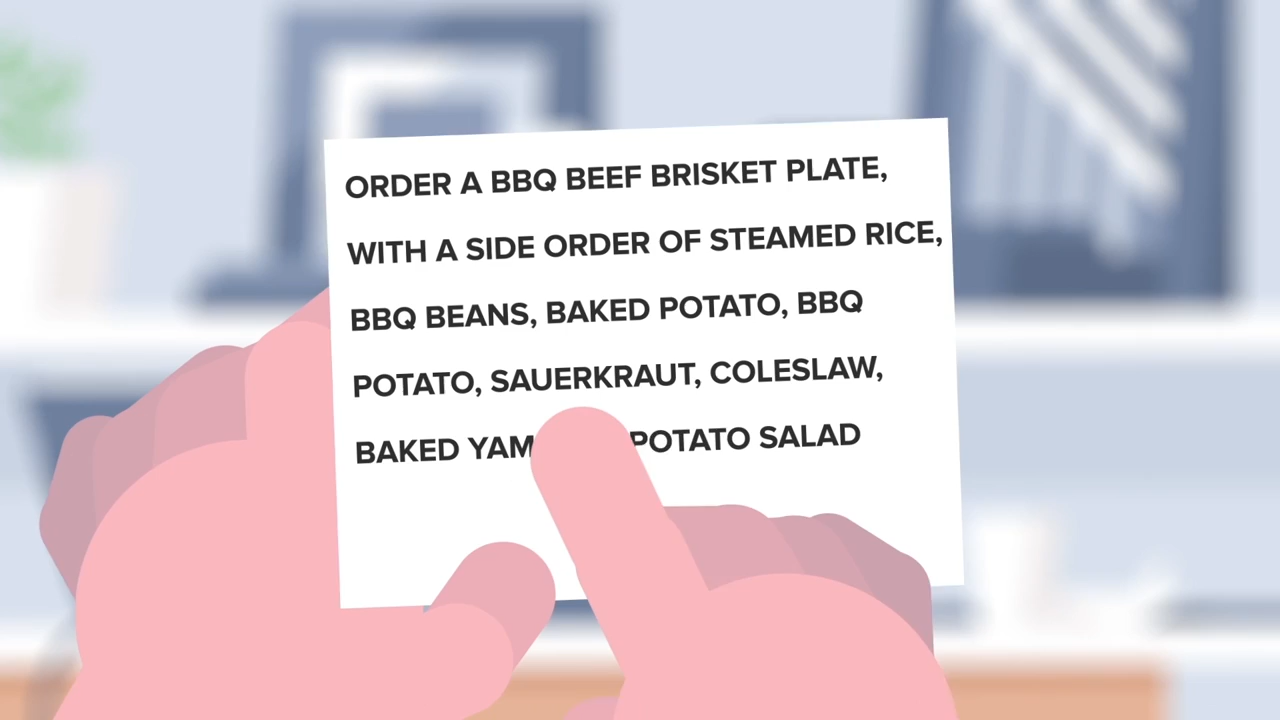 ORDER A BBQ BEEF BRISKET PLATE,
WITH A SIDE ORDER OF STEAMED RICE,
BBQ BEANS, BAKED POTATO, BBQ
POTATO, SAUERKRAUT, COLESLAW,
BAKED YAM POTATO SALAD